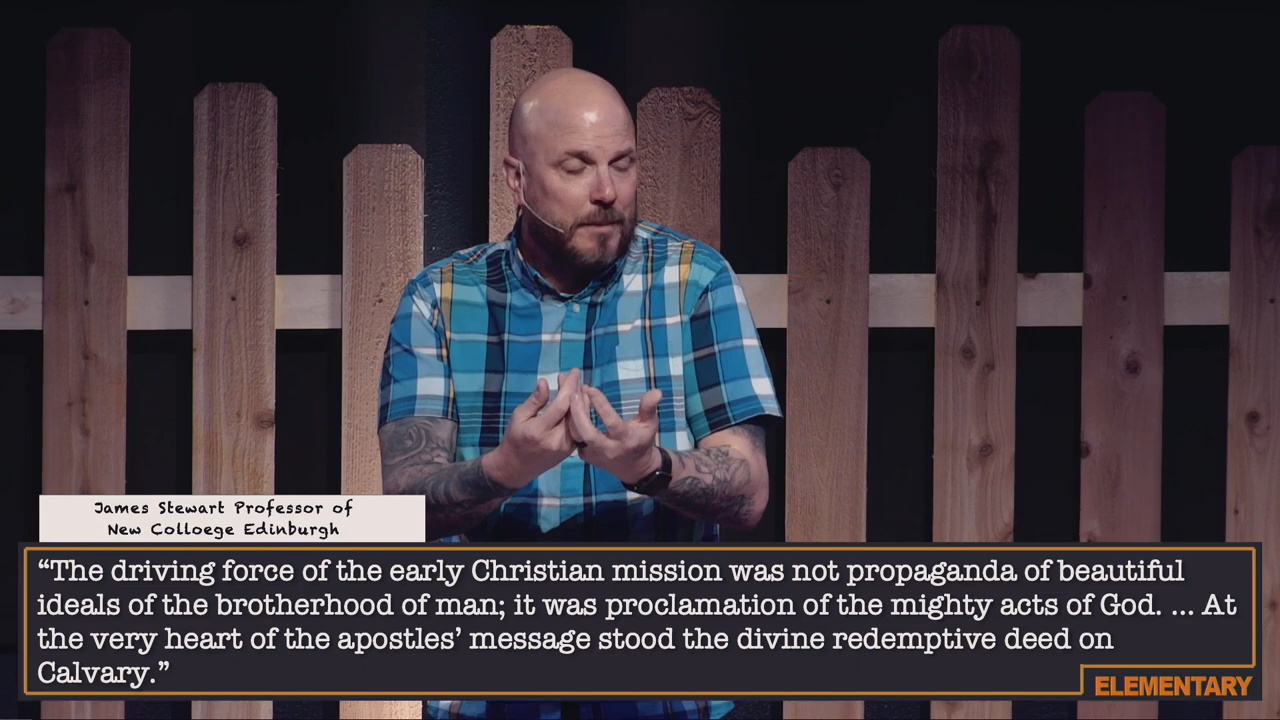 James Stewart Professor of
New Colloege Edinburgh
“The driving force of the early Christian mission was not propaganda of beautiful
ideals of the brotherhood of man; it was proclamation of the mighty acts of God. ... At
the very heart of the apostles’ message stood the divine redemptive deed on
Calvary.”
ELEMENTARY